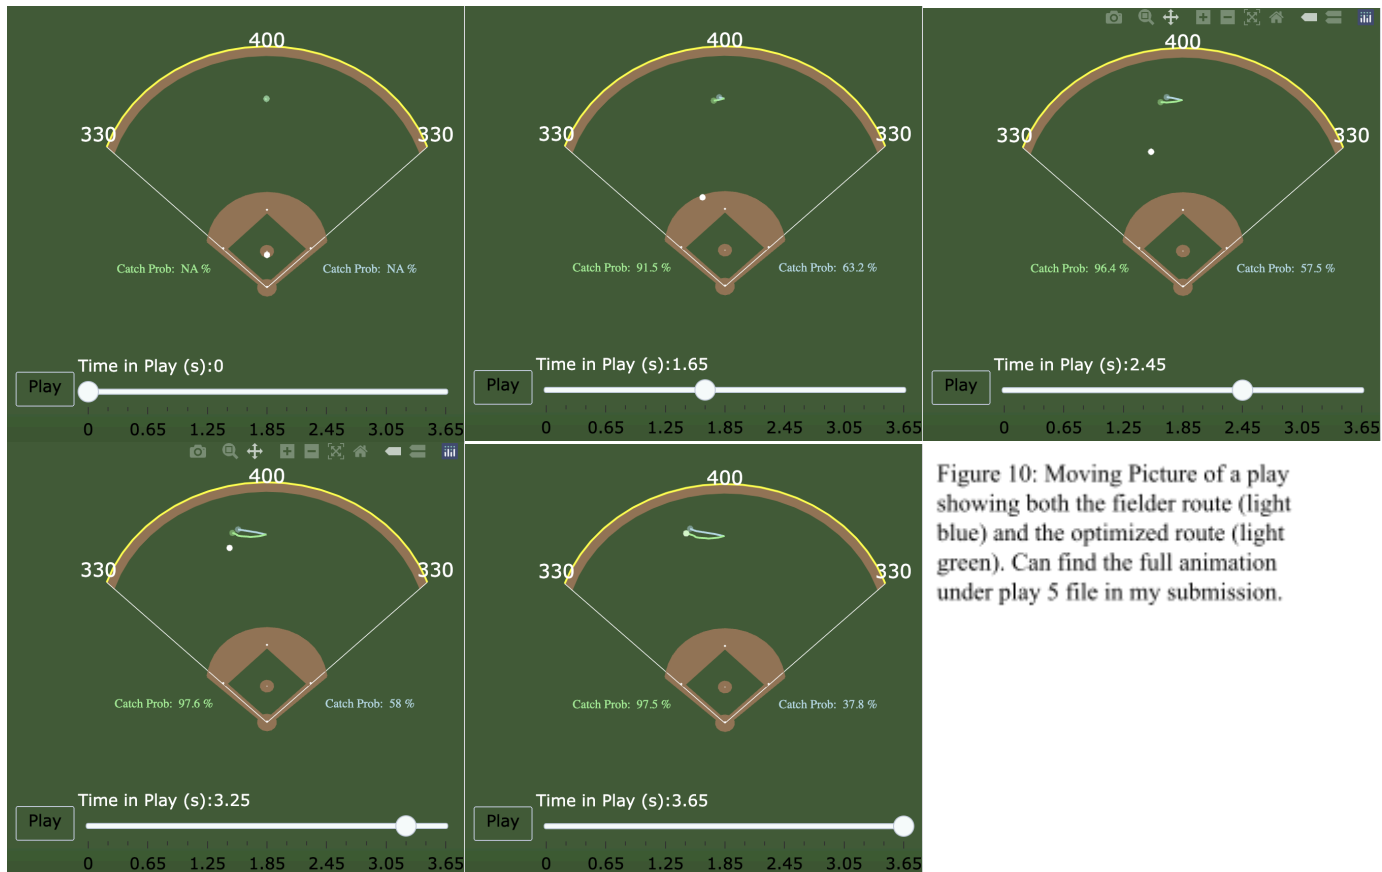 400
330
330
Catch Prob: NA %
Catch Prob: NA %
Time in Play (s):0
Play
0 0.65 1.25 1.85 2.45 3.05 3.65
400
330
330
Catch Prob: 91.5 %
Catch Prob: 63.2 %
Time in Play (s):1.65
Play
0 0.65 1.25 1.85 2.45 3.05 3.65
400
330
330
Catch Prob: 96.4 %
Catch Prob: 57.5 %
Time in Play (s):2.45
Play
0 0.65 1.25 1.85 2.45 3.05 3.65
400
330
330
Catch Prob: 97.6 %
Catch Prob: 58 %
Time in Play (s):3.25
Play
0 0.65 1.25 1.85 2.45 3.05 3.65
400
330
330
Catch Prob: 97.5 %
Catch Prob: 37.8 %
Time in Play (s):3.65
Play
0 0.65 1.25 1.85 2.45 3.05 3.65
Figure 10: Moving Picture of a play
showing both the fielder route (light
blue) and the optimized route (light
green). Can find the full animation
under play 5 file in my submission.